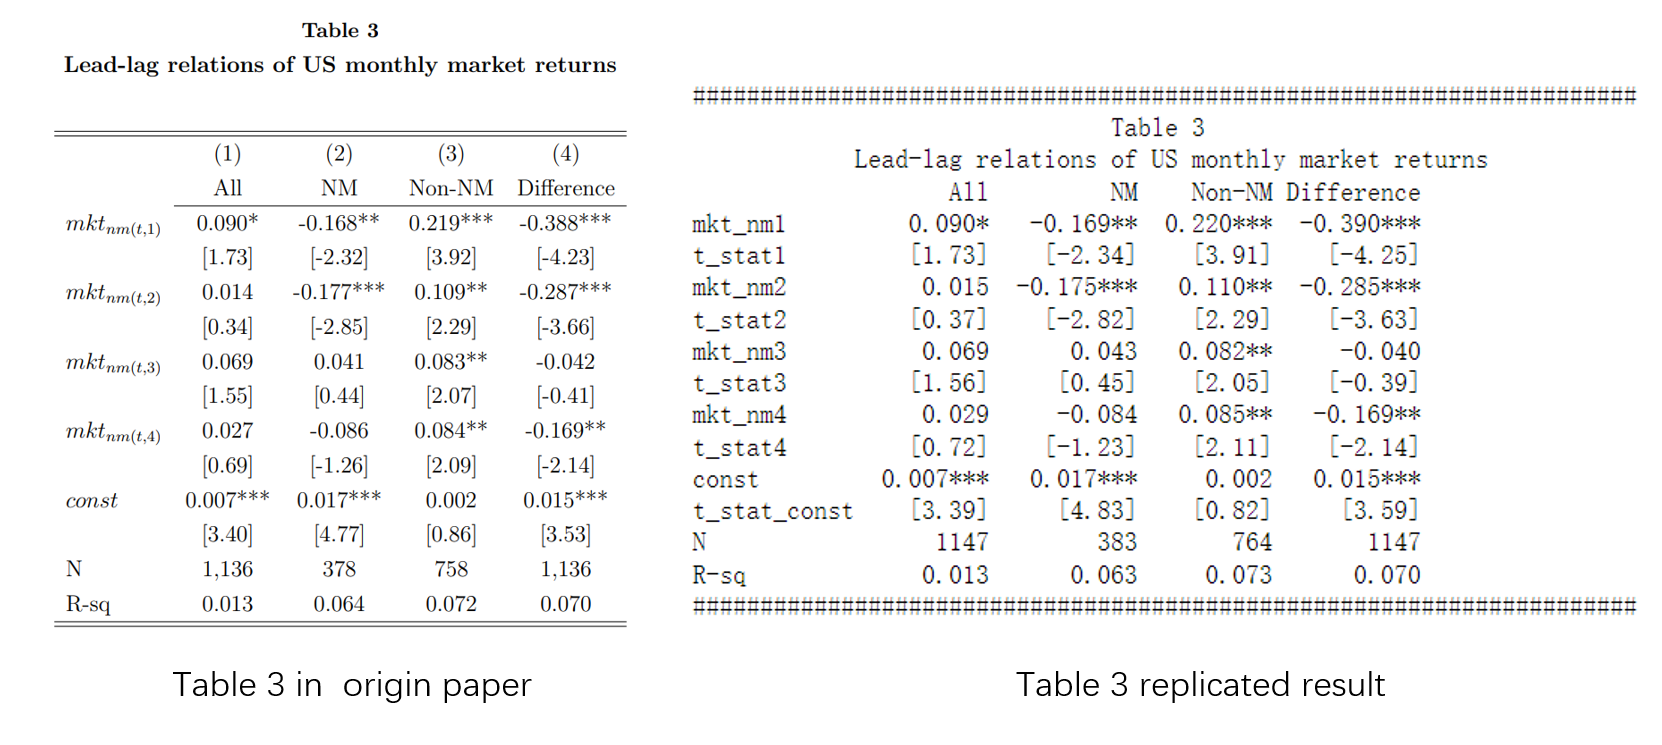 Table 3
Lead-lag relations of US monthly market returns
(1) (2) (3) (4)
All NM Non-NM Difference
mkt_nm(t,1) 0.090* -0.168** 0.219*** -0.388***
[1.73] [-2.32] [3.92] [-4.23]
mkt_nm(t,2) 0.014 -0.177*** 0.109** -0.287***
[0.34] [-2.85] [2.29] [-3.66]
mkt_nm(t,3) 0.069 0.041 0.083** -0.042
[1.55] [0.44] [2.07] [-0.41]
mkt_nm(t,4) 0.027 -0.086 0.084** -0.169**
[0.69] [-1.26] [2.09] [-2.14]
const 0.007*** 0.017*** 0.002 0.015***
[3.40] [4.77] [0.86] [3.53]
N 1,136 378 758 1,136
R-sq 0.013 0.064 0.072 0.070
Table 3 in origin paper
######################################################################
Table 3
Lead-lag relations of US monthly market returns
All NM Non-NM Difference
mkt_nm1 0.090* -0.169** 0.220*** -0.390***
t_stat1 [1.73] [-2.34] [3.91] [-4.25]
mkt_nm2 0.015 -0.175*** 0.110** -0.285***
t_stat2 [0.37] [-2.82] [2.29] [-3.63]
mkt_nm3 0.069 0.043 0.082** -0.040
t_stat3 [1.56] [0.45] [2.05] [-0.39]
mkt_nm4 0.029 -0.084 0.085** -0.169**
t_stat4 [0.72] [-1.23] [2.11] [-2.14]
const 0.007*** 0.017*** 0.002 0.015***
t_stat_const [3.39] [4.83] [0.82] [3.59]
N 1147 383 764 1147
R-sq 0.013 0.063 0.073 0.070
######################################################################
Table 3 replicated result